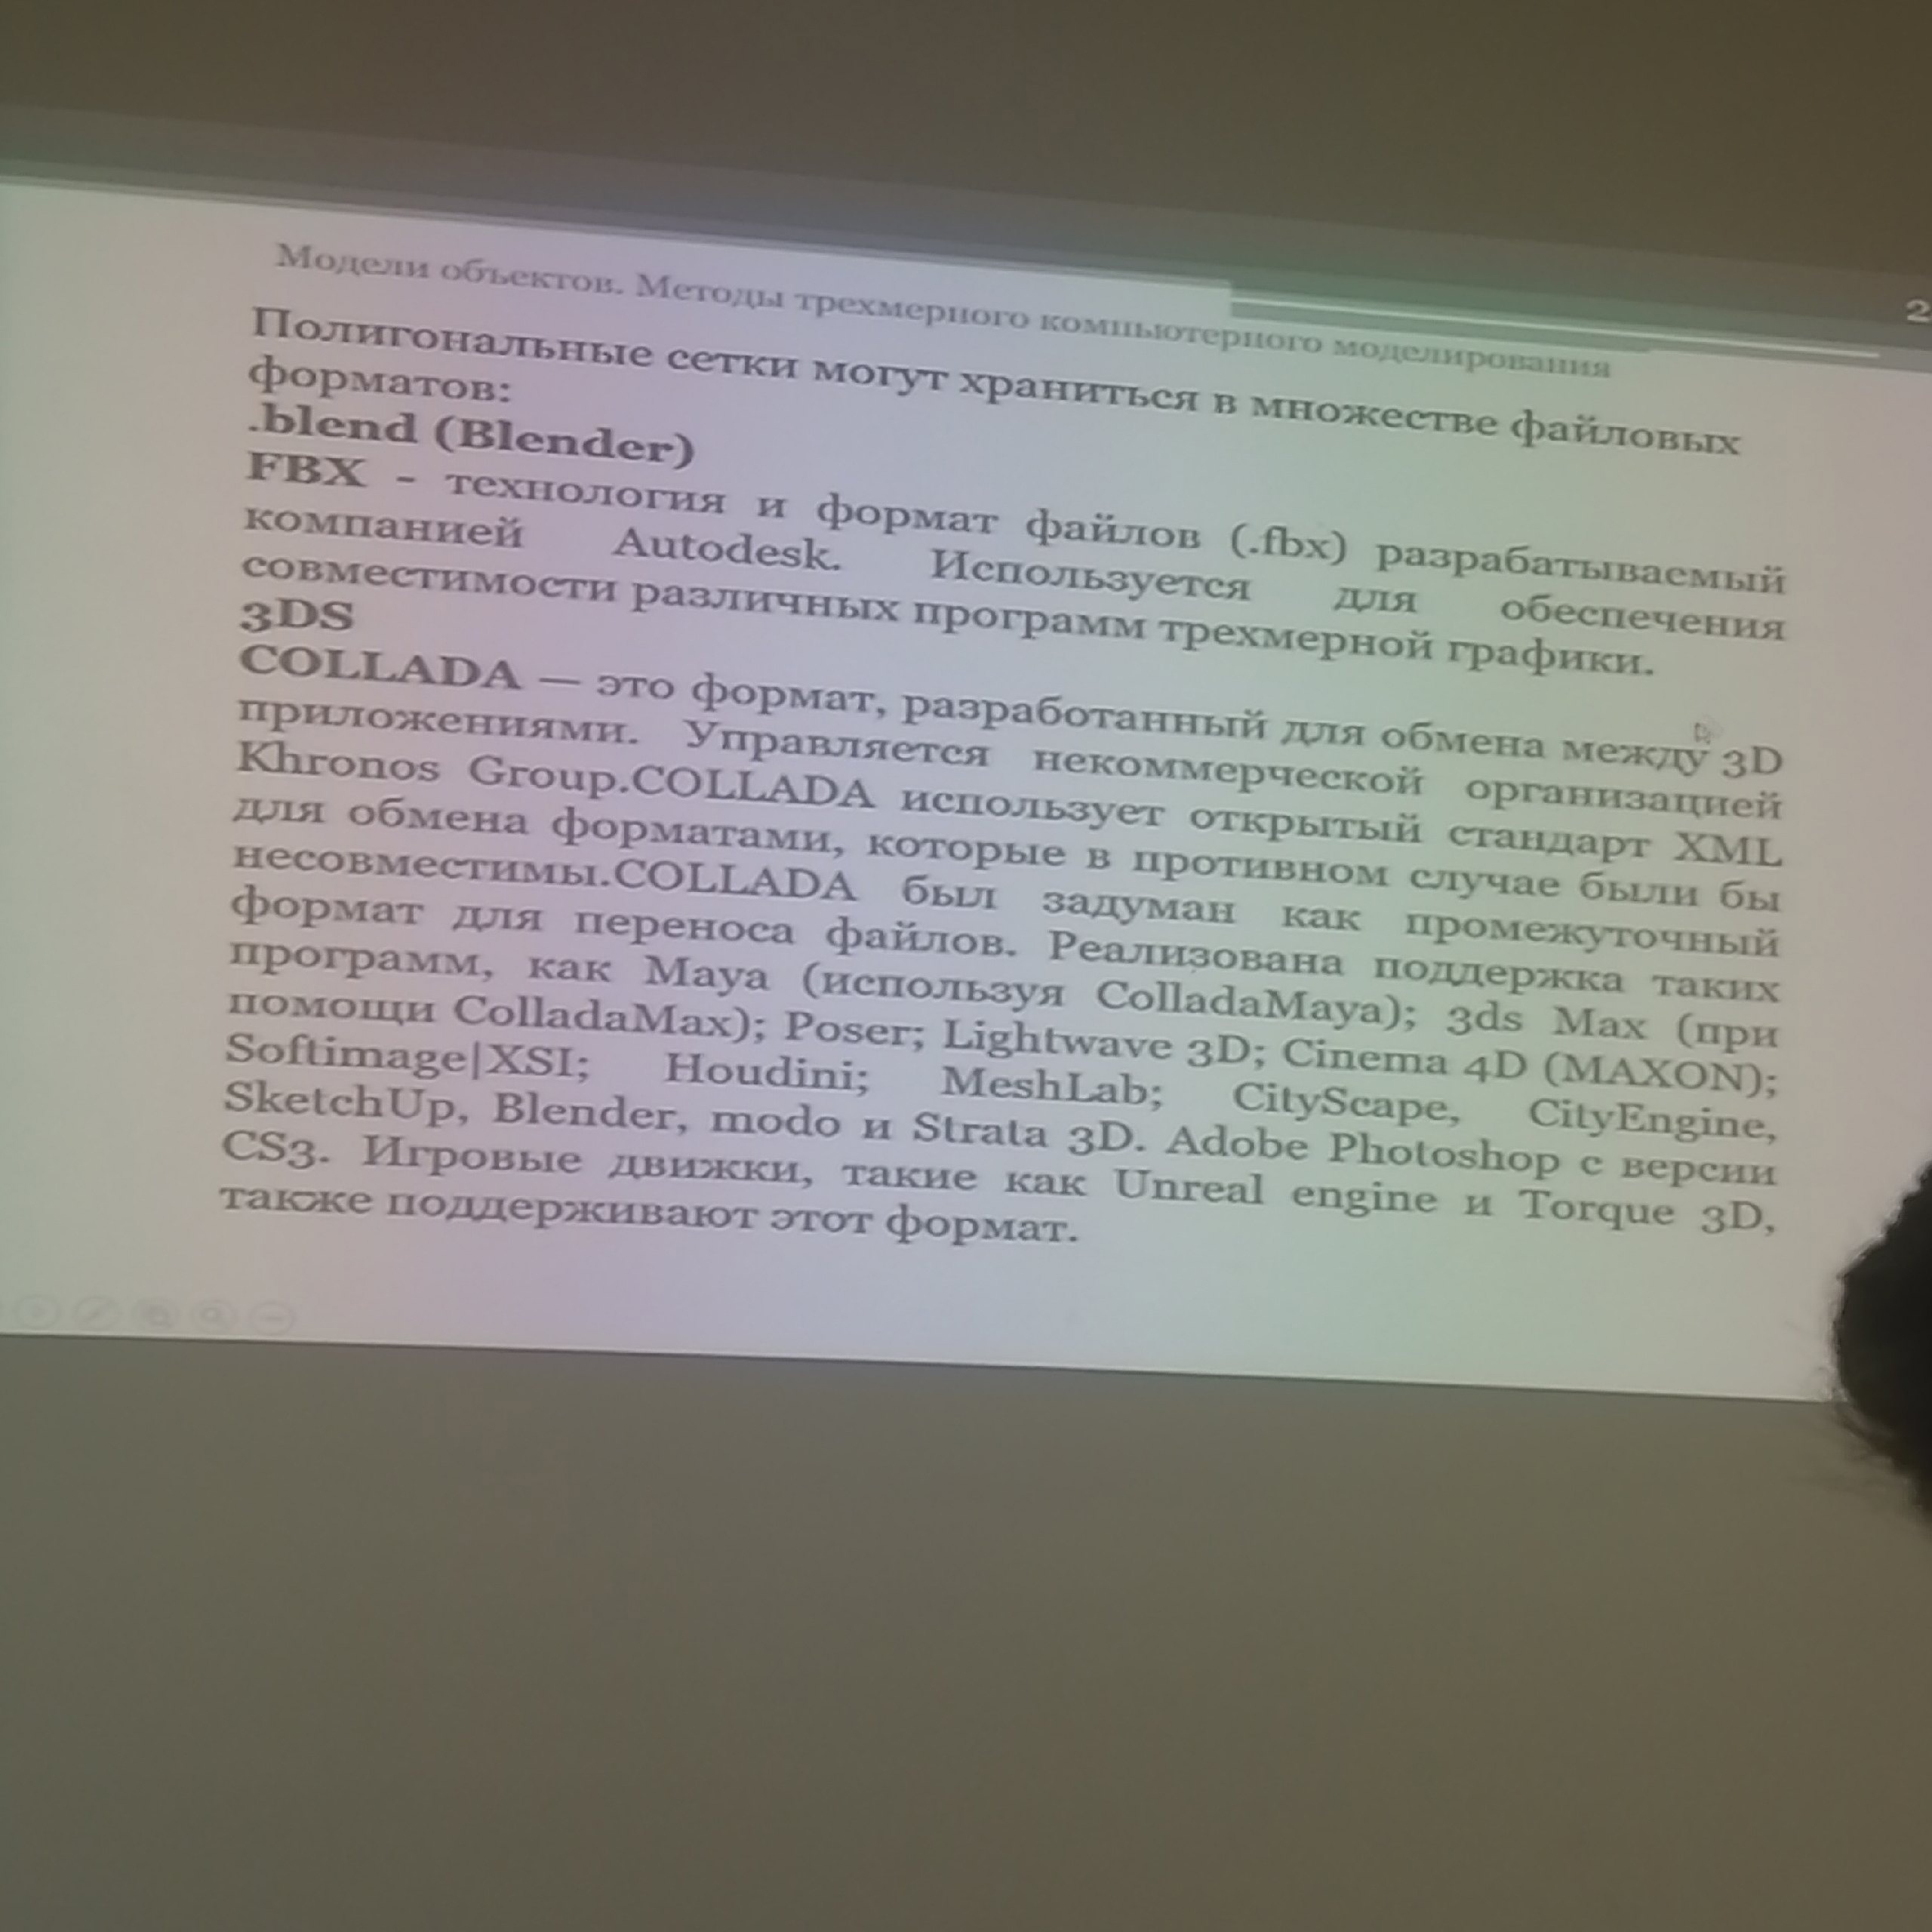 2
Модели объектов. Методы трехмерного компьютерного моделирования
Полигональные сетки могут храниться в множестве файловых
форматов:
.blend (Blender)
FBX - технология и формат файлов (.fbx) разрабатываемый
компанией Autodesk. Используется для обеспечения
совместимости различных программ трехмерной графики.
3DS
COLLADA — это формат, разработанный для обмена между 3D
приложениями. Управляется некоммерческой организацией
Khronos Group.COLLADA использует открытый стандарт XML
для обмена форматами, которые в противном случае были бы
несовместимы.COLLADA был задуман как промежуточный
формат для переноса файлов. Реализована поддержка таких
программ, как Maya (используя ColladaMaya); 3ds Max (при
помощи ColladaMax); Poser; Lightwave 3D; Cinema 4D (MAXON);
Softimage|XSI; Houdini; MeshLab; CityScape, CityEngine,
SketchUp, Blender, modo и Strata 3D. Adobe Photoshop с версии
CS3. Игровые движки, такие как Unreal engine и Torque 3D,
также поддерживают этот формат.